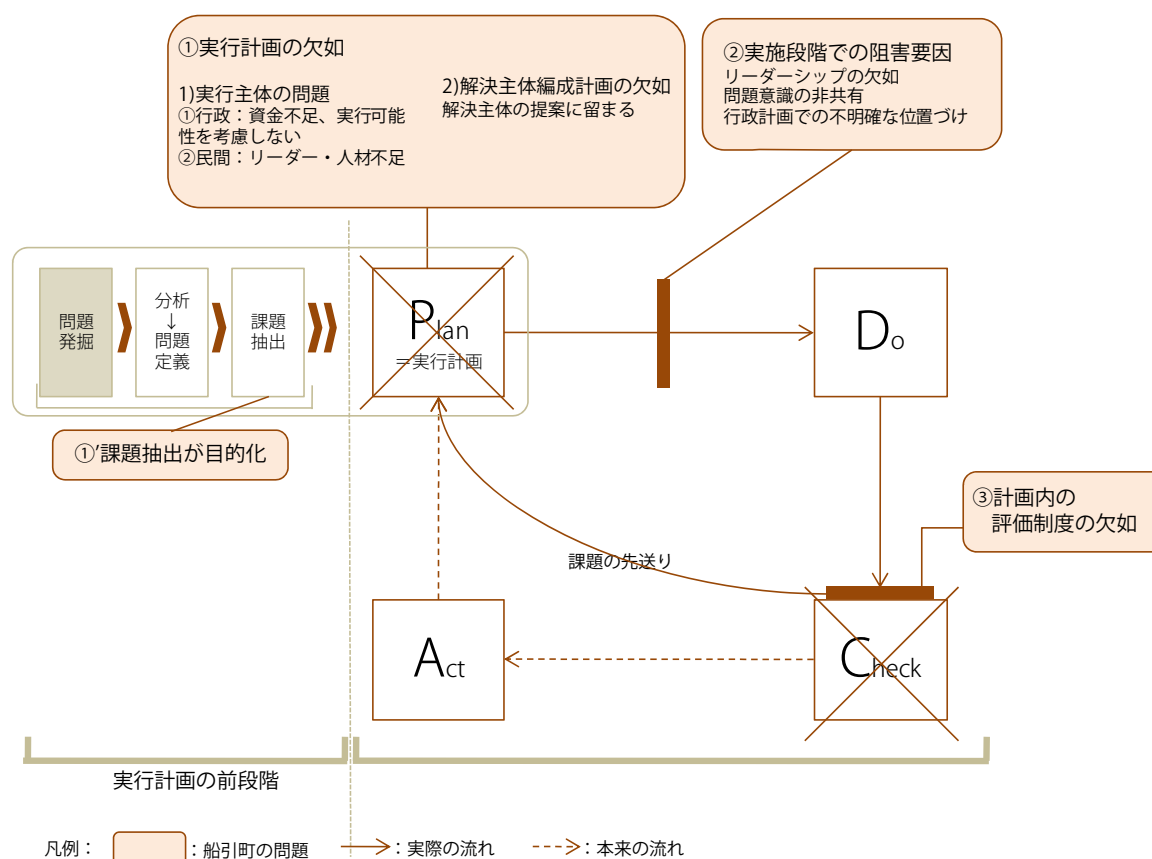 ①実行計画の欠如
1)実行主体の問題
①行政：資金不足、実行可能
性を考慮しない
②民間：リーダー・人材不足
2)解決主体編成計画の欠如
解決主体の提案に留まる
②実施段階での阻害要因
リーダーシップの欠如
問題意識の非共有
行政計画での不明確な位置づけ
問題
発掘
分析
↓
問題
定義
課題
抽出
Plan
＝実行計画
Do
①’課題抽出が目的化
③計画内の
評価制度の欠如
課題の先送り
Act
Check
実行計画の前段階
凡例：
：船引町の問題
：実際の流れ
：本来の流れ